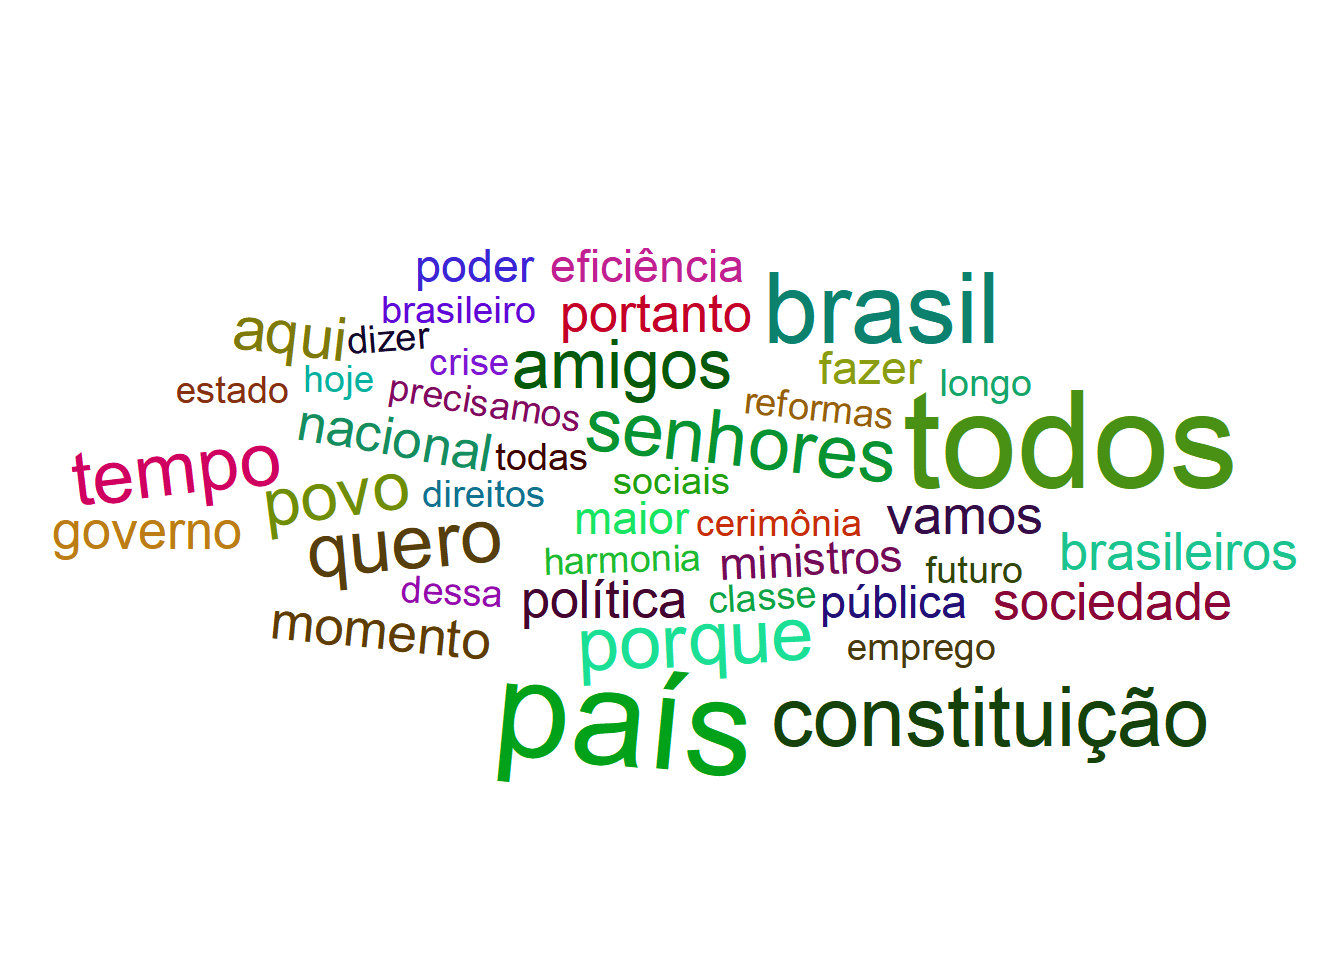 poder
eficiência
brasil
brasileiro
portanto
aqui
dizer
amigos
crise
fazer
longo
estado
hoje
precisamos
reformas
nacional
senhores
todos
tempo
todas
povo
direitos
sociais
governo
quero
maior
cerimônia
vamos
brasileiros
harmonia
ministros
futuro
dessa
política
classe
pública
sociedade
momento
porque
emprego
país
constituição